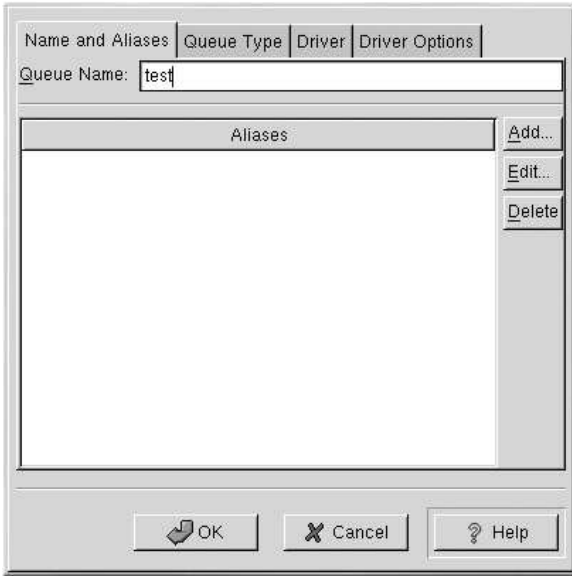 Name and Aliases Queue Type Driver Driver Options
Queue Name: test
Aliases
Add...
Edit...
Delete
OK Cancel Help